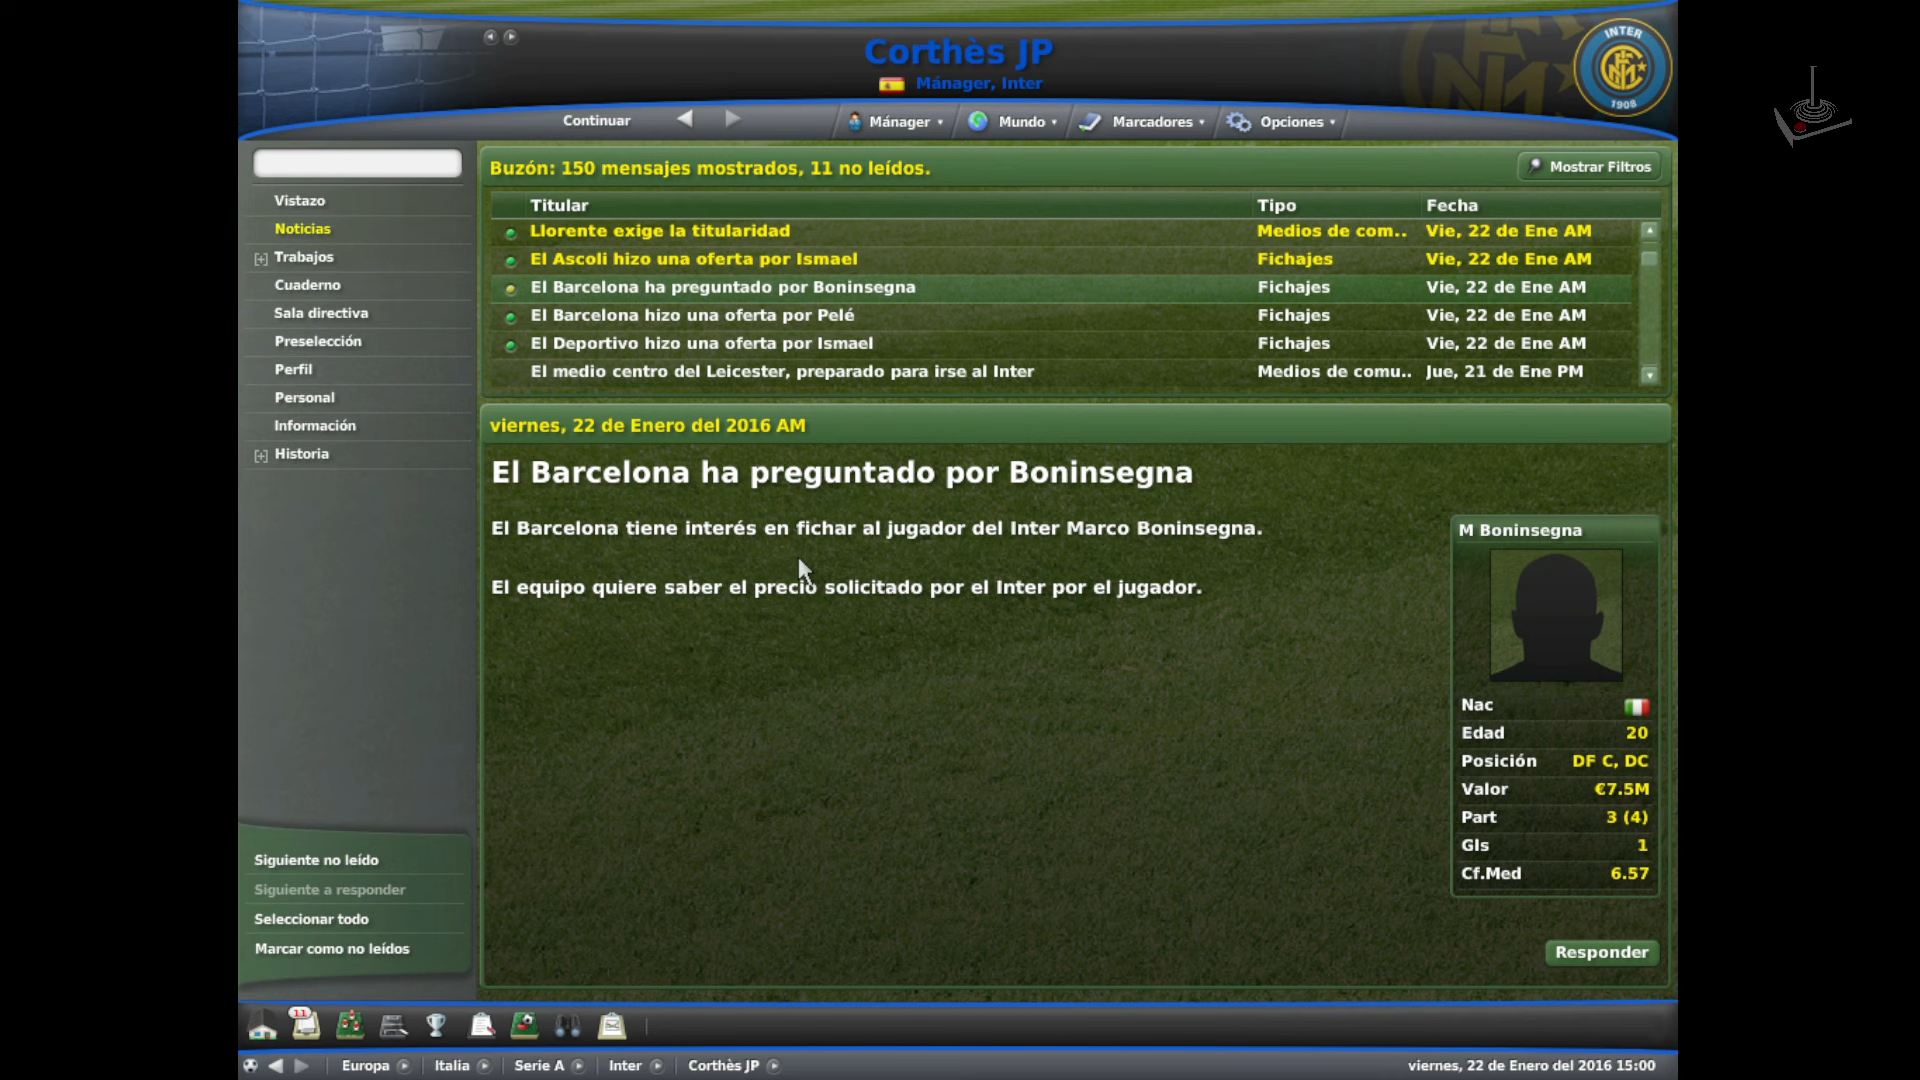 Corthès JP
Mánager, Inter
INTER
1908
Continuar
Mánager
Mundo
Marcadores
Opciones
Vistazo
Noticias
Trabajos
Cuaderno
Sala directiva
Preselección
Perfil
Personal
Información
Historia
Buzón: 150 mensajes mostrados, 11 no leídos.
Mostrar Filtros
Titular Tipo Fecha
Llorente exige la titularidad Medios de com.. Vie, 22 de Ene AM
El Ascoli hizo una oferta por Ismael Fichajes Vie, 22 de Ene AM
El Barcelona ha preguntado por Boninsegna Fichajes Vie, 22 de Ene AM
El Barcelona hizo una oferta por Pelé Fichajes Vie, 22 de Ene AM
El Deportivo hizo una oferta por Ismael Fichajes Vie, 22 de Ene AM
El medio centro del Leicester, preparado para irse al Inter Medios de comu.. Jue, 21 de Ene PM
viernes, 22 de Enero del 2016 AM
El Barcelona ha preguntado por Boninsegna
El Barcelona tiene interés en fichar al jugador del Inter Marco Boninsegna.
El equipo quiere saber el precio solicitado por el Inter por el jugador.
M Boninsegna
Nac
Edad 20
Posición DF C, DC
Valor €7.5M
Part 3 (4)
Gls 1
Cf.Med 6.57
Responder
Siguiente no leído
Siguiente a responder
Seleccionar todo
Marcar como no leídos
11
Europa
Italia
Serie A
Inter
Corthès JP
viernes, 22 de Enero del 2016 15:00